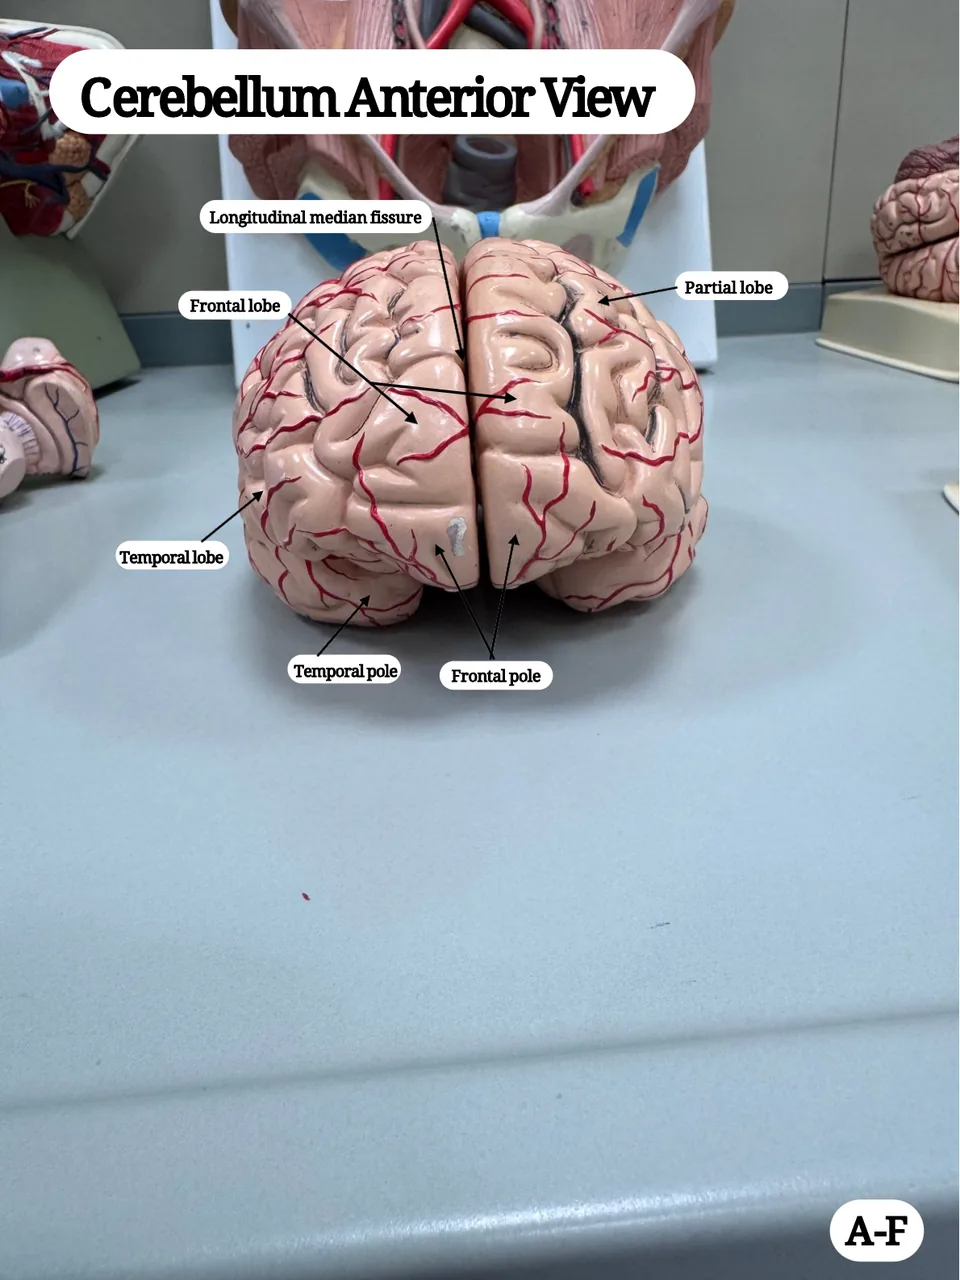 Cerebellum Anterior View
Longitudinal median fissure
Partial lobe
Frontal lobe
Temporal lobe
Temporal pole
Frontal pole
A-F